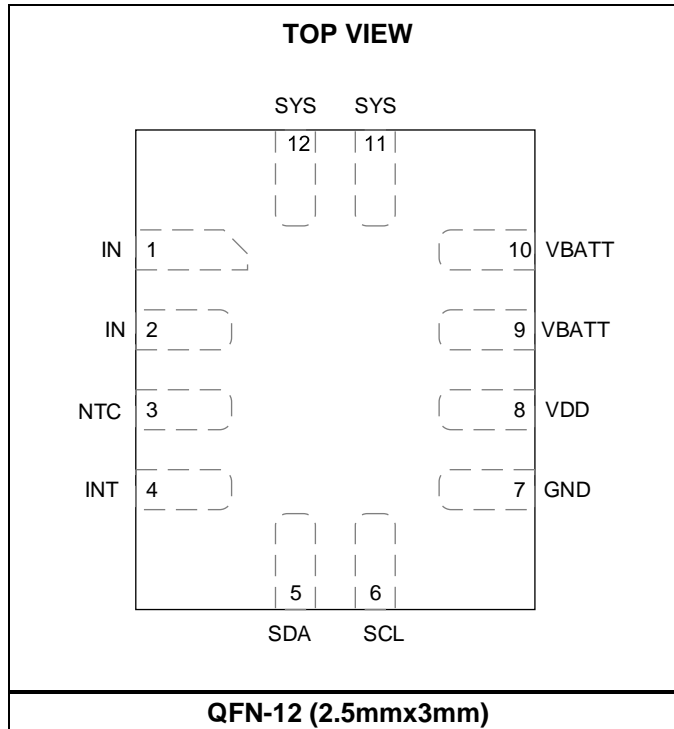 TOP VIEW
SYS SYS
12 11
IN 1 10 VBATT
IN 2 9 VBATT
NTC 3 8 VDD
INT 4 7 GND
5 6
SDA SCL
QFN-12 (2.5mmx3mm)